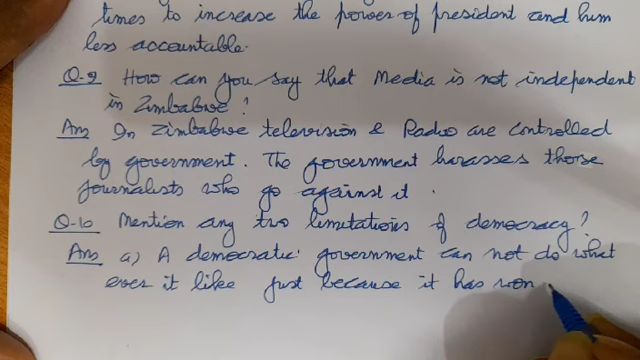 times to increase the power of president and him
less accountable.
Q-9 How can you say that Media is not independent
in Zimbabwe?
Ans In Zimbabwe television & Radio are controlled
by government. The government harasses those
journalists who go against it.
Q-10 Mention any two limitations of democracy?
Ans a) A democratic government can not do what
ever it like just because it has won